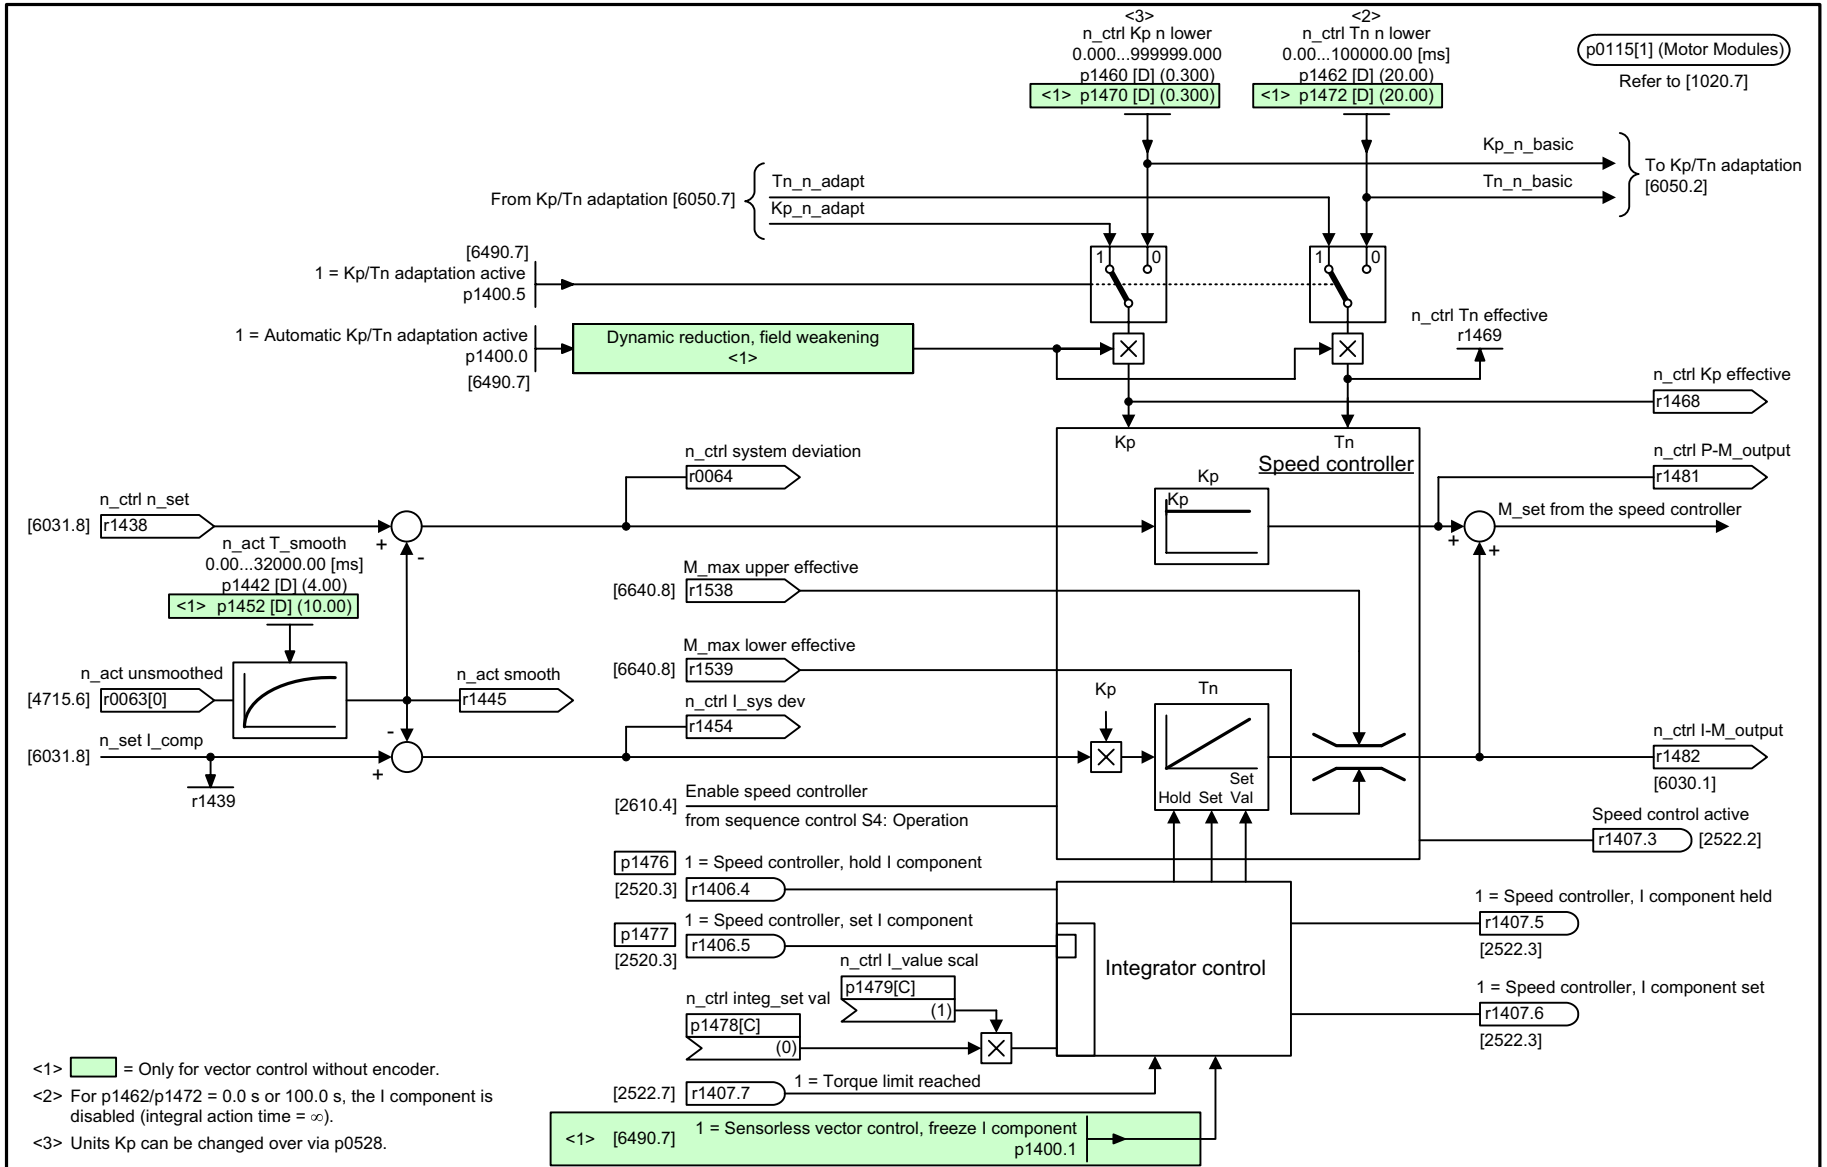 <3>
n_ctrl Kp n lower
0.000...999999.000
p1460 [D] (0.300)
<1> p1470 [D] (0.300)
<2>
n_ctrl Tn n lower
0.00...100000.00 [ms]
p1462 [D] (20.00)
<1> p1472 [D] (20.00)
p0115[1] (Motor Modules)
Refer to [1020.7]
Kp_n_basic
Tn_n_basic
To Kp/Tn adaptation
[6050.2]
From Kp/Tn adaptation [6050.7]
Tn_n_adapt
Kp_n_adapt
1 0
1 0
[6490.7]
1 = Kp/Tn adaptation active
p1400.5
1 = Automatic Kp/Tn adaptation active
p1400.0
[6490.7]
Dynamic reduction, field weakening
<1>
n_ctrl Tn effective
r1469
n_ctrl Kp effective
r1468
Kp
Tn
Speed controller
n_ctrl system deviation
r0064
Kp
Kp
n_ctrl P-M_output
r1481
n_ctrl n_set
[6031.8] r1438
+
-
+
+
M_set from the speed controller
n_act T_smooth
0.00...32000.00 [ms]
p1442 [D] (4.00)
<1> p1452 [D] (10.00)
M_max upper effective
[6640.8] r1538
M_max lower effective
[6640.8] r1539
n_act unsmoothed
[4715.6] r0063[0]
n_act smooth
r1445
n_ctrl I_sys dev
r1454
Kp
Tn
n_set I_comp
[6031.8]
-
+
r1439
Hold Set
Set
Val
n_ctrl I-M_output
r1482
[6030.1]
[2610.4] Enable speed controller
from sequence control S4: Operation
Speed control active
r1407.3 [2522.2]
p1476 1 = Speed controller, hold I component
[2520.3] r1406.4
p1477 1 = Speed controller, set I component
[2520.3] r1406.5
Integrator control
1 = Speed controller, I component held
r1407.5
[2522.3]
1 = Speed controller, I component set
r1407.6
[2522.3]
n_ctrl I_value scal
p1479[C]
(1)
n_ctrl integ_set val
p1478[C]
(0)
[2522.7] r1407.7 1 = Torque limit reached
<1> [6490.7] 1 = Sensorless vector control, freeze I component
p1400.1
<1> = Only for vector control without encoder.
<2> For p1462/p1472 = 0.0 s or 100.0 s, the I component is
disabled (integral action time = ∞).
<3> Units Kp can be changed over via p0528.